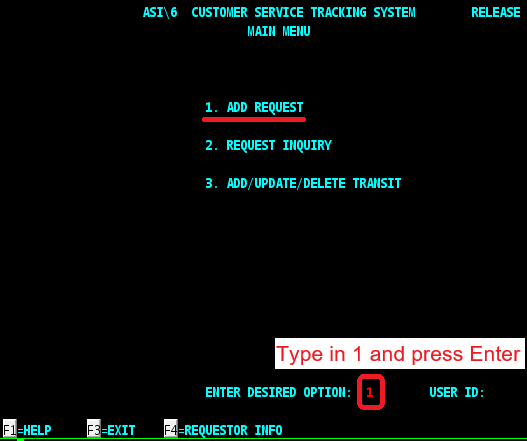 ASI\6 CUSTOMER SERVICE TRACKING SYSTEM RELEASE
MAIN MENU
1. ADD REQUEST
2. REQUEST INQUIRY
3. ADD/UPDATE/DELETE TRANSIT
Type in 1 and press Enter
ENTER DESIRED OPTION: 1 USER ID:
F1=HELP F3=EXIT F4=REQUESTOR INFO